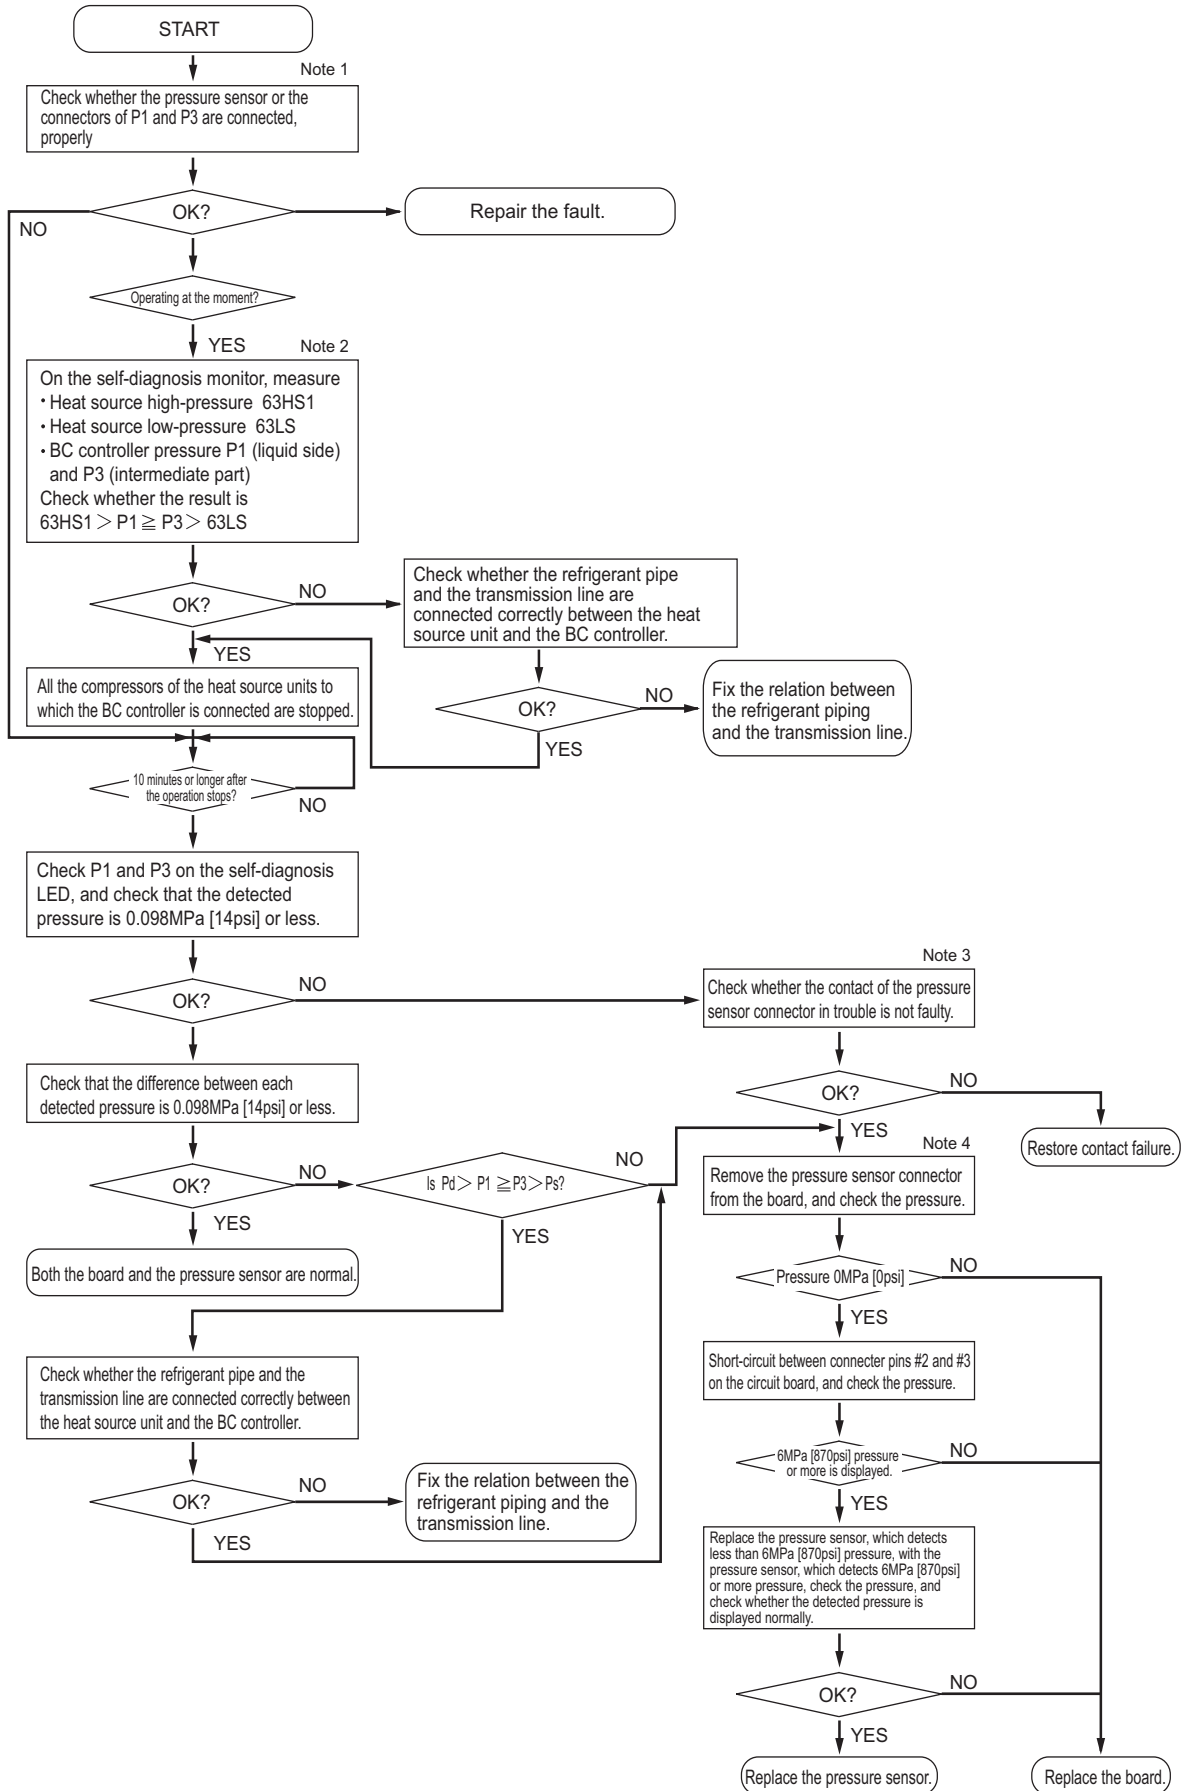 START
Note 1
Check whether the pressure sensor or the
connectors of P1 and P3 are connected,
properly
OK?
Repair the fault.
NO
Operating at the moment?
YES
Note 2
On the self-diagnosis monitor, measure
・Heat source high-pressure 63HS1
・Heat source low-pressure 63LS
・BC controller pressure P1 (liquid side)
and P3 (intermediate part)
Check whether the result is
63HS1＞P1≧P3＞63LS
OK?
NO
Check whether the refrigerant pipe
and the transmission line are
connected correctly between the heat
source unit and the BC controller.
YES
All the compressors of the heat source units to
which the BC controller is connected are stopped.
OK?
NO
Fix the relation between
the refrigerant piping
and the transmission line.
YES
10 minutes or longer after
the operation stops?
NO
Check P1 and P3 on the self-diagnosis
LED, and check that the detected
pressure is 0.098MPa [14psi] or less.
OK?
NO
Note 3
Check whether the contact of the pressure
sensor connector in trouble is not faulty.
Check that the difference between each
detected pressure is 0.098MPa [14psi] or less.
OK?
NO
YES
Restore contact failure.
OK?
NO
YES
Is Pd＞P1≧P3＞Ps?
NO
YES
Both the board and the pressure sensor are normal.
Note 4
Remove the pressure sensor connector
from the board, and check the pressure.
Pressure 0MPa [0psi]
NO
YES
Check whether the refrigerant pipe and the
transmission line are connected correctly between
the heat source unit and the BC controller.
OK?
NO
Fix the relation between the
refrigerant piping and the
transmission line.
YES
Short-circuit between connecter pins #2 and #3
on the circuit board, and check the pressure.
6MPa [870psi] pressure
or more is displayed.
NO
YES
Replace the pressure sensor, which detects
less than 6MPa [870psi] pressure, with the
pressure sensor, which detects 6MPa [870psi]
or more pressure, check the pressure, and
check whether the detected pressure is
displayed normally.
OK?
NO
YES
Replace the pressure sensor.
Replace the board.